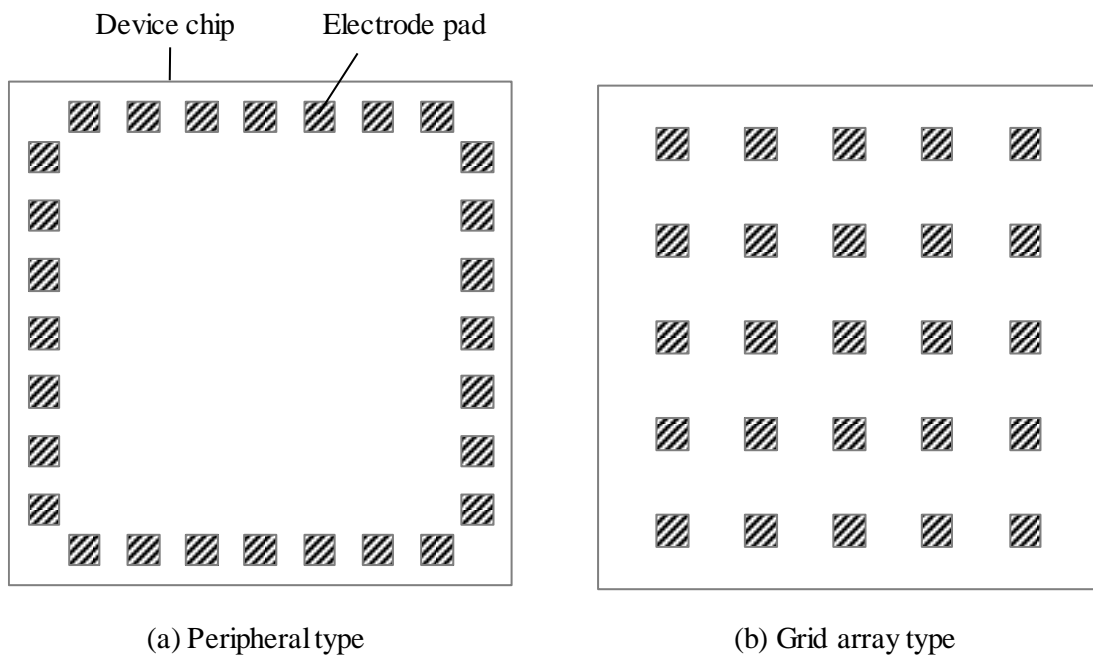 Device chip
Electrode pad
(a) Peripheral type
(b) Grid array type